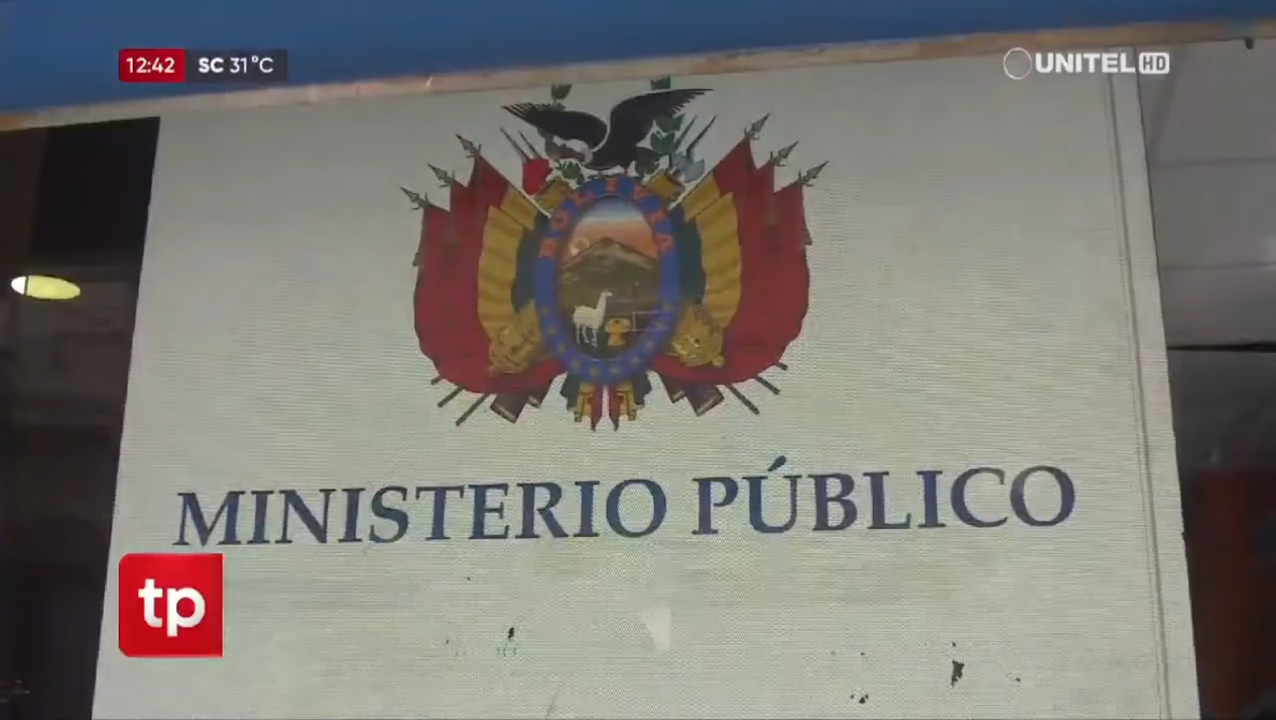 12:42 SC 31°C
UNITEL HD
BOLIVIA
MINISTERIO PÚBLICO
tp